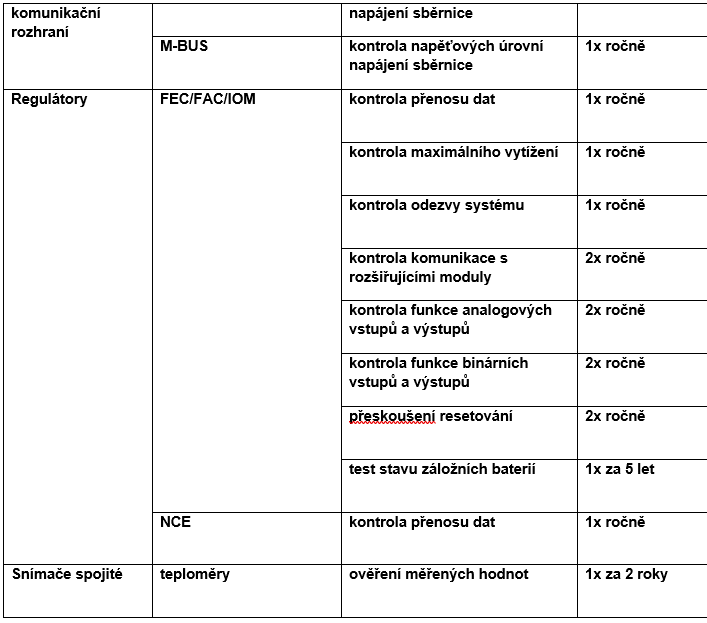 komunikační
rozhraní
napájení sběrnice
M-BUS
kontrola napěťových úrovní
napájení sběrnice
1x ročně
Regulátory
FEC/FAC/IOM
kontrola přenosu dat
1x ročně
kontrola maximálního vytížení
1x ročně
kontrola odezvy systému
1x ročně
kontrola komunikace s
rozšiřujícími moduly
2x ročně
kontrola funkce analogových
vstupů a výstupů
2x ročně
kontrola funkce binárních
vstupů a výstupů
2x ročně
přeskoušení resetování
2x ročně
test stavu záložních baterií
1x za 5 let
NCE
kontrola přenosu dat
1x ročně
Snímače spojité
teploměry
ověření měřených hodnot
1x za 2 roky